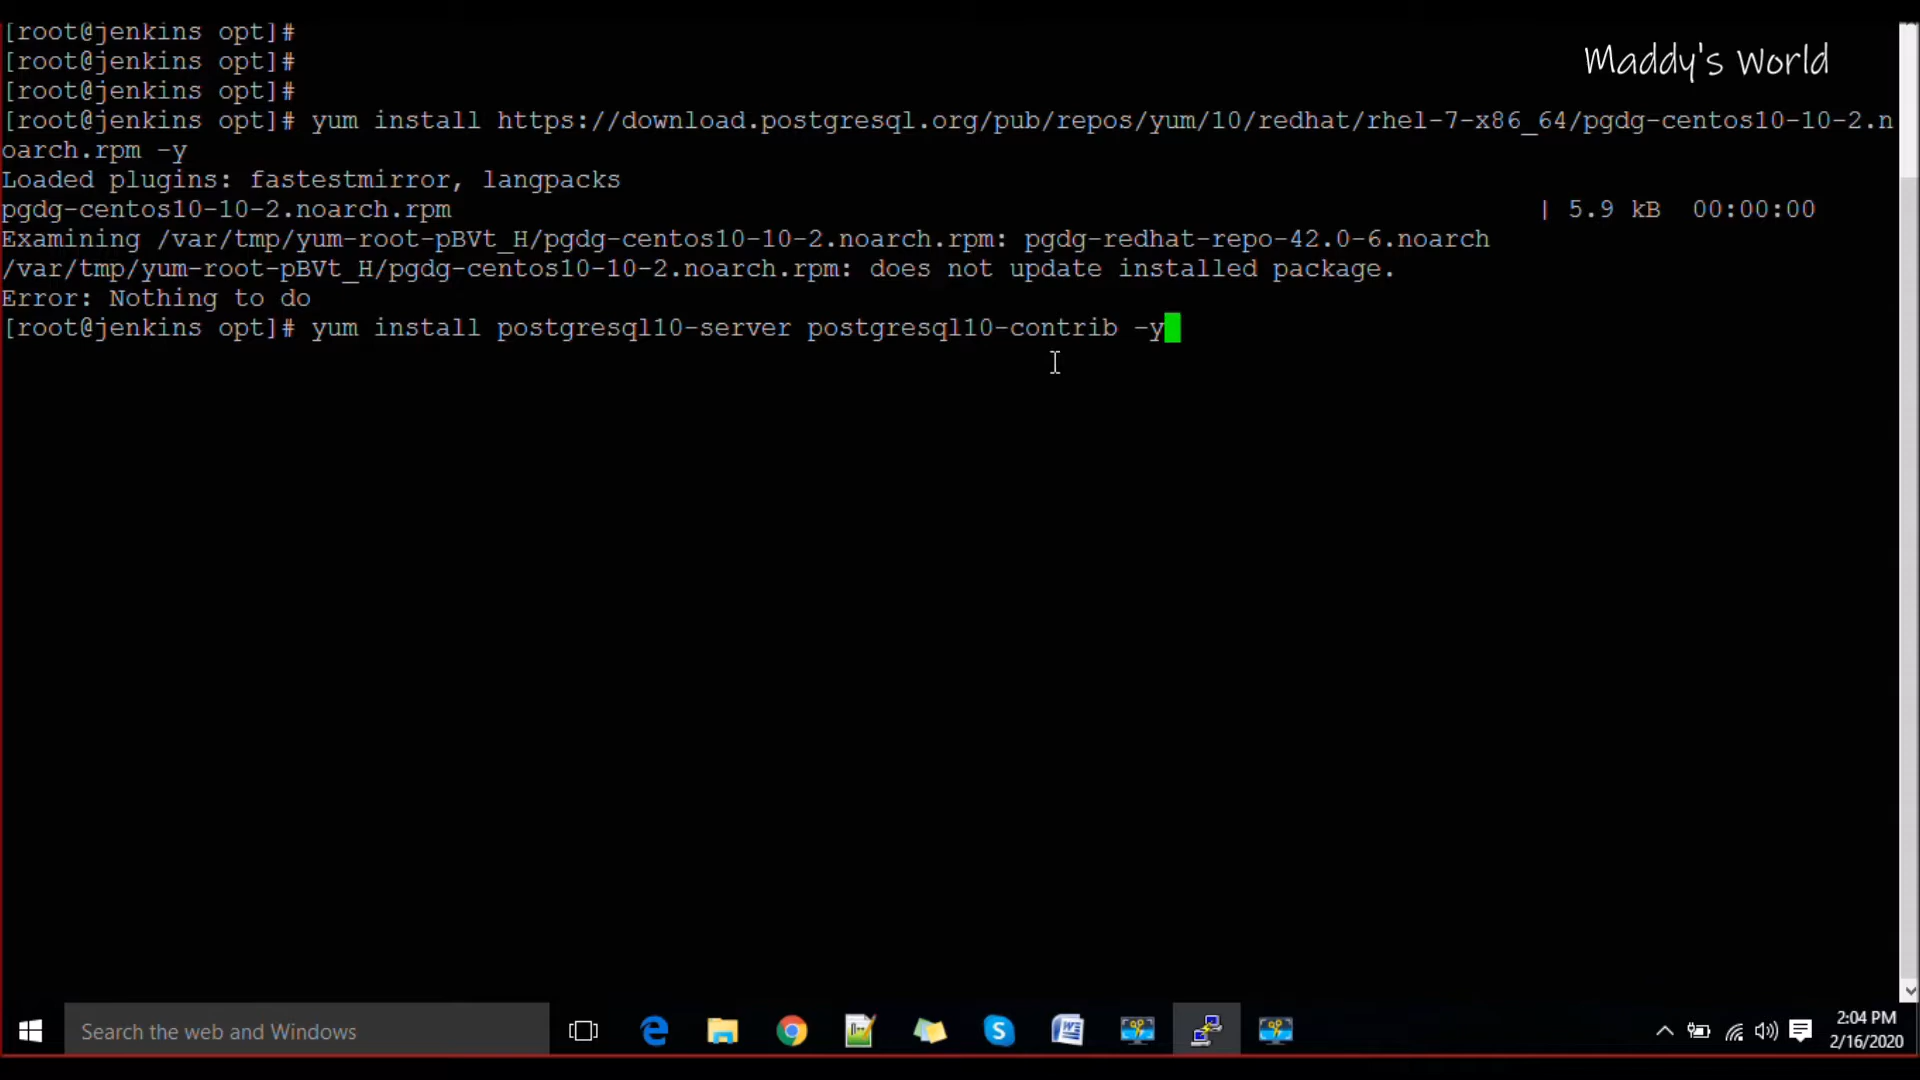 [root@jenkins opt]#
[root@jenkins opt]#
[root@jenkins opt]#
Maddy's World
[root@jenkins opt]# yum install https://download.postgresql.org/pub/repos/yum/10/redhat/rhel-7-x86_64/pgdg-centos10-10-2.n
oarch.rpm -y
Loaded plugins: fastestmirror, langpacks
pgdg-centos10-10-2.noarch.rpm | 5.9 kB 00:00:00
Examining /var/tmp/yum-root-pBVt_H/pgdg-centos10-10-2.noarch.rpm: pgdg-redhat-repo-42.0-6.noarch
/var/tmp/yum-root-pBVt_H/pgdg-centos10-10-2.noarch.rpm: does not update installed package.
Error: Nothing to do
[root@jenkins opt]# yum install postgresql10-server postgresql10-contrib -y
Search the web and Windows
2:04 PM
2/16/2020